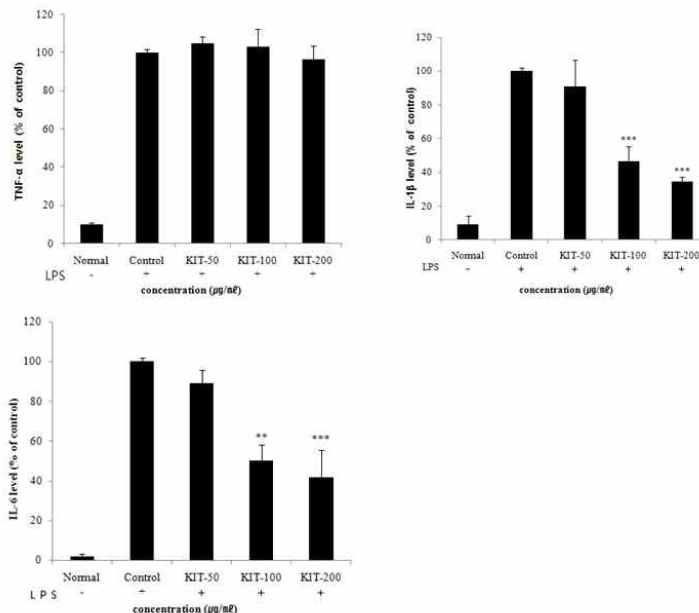 120
100
80
60
40
20
0
TNF-α level (% of control)
Normal Control KIT-50 KIT-100 KIT-200
LPS - + + + +
concentration (㎍/㎖)
120
100
80
60
40
20
0
IL-1β level (% of control)
***
***
Normal Control KIT-50 KIT-100 KIT-200
LPS - + + + +
concentration (㎍/㎖)
120
100
80
60
40
20
0
IL-6 level (% of control)
** ***
Normal Control KIT-50 KIT-100 KIT-200
L P S - + + + +
concentration (㎍/㎖)